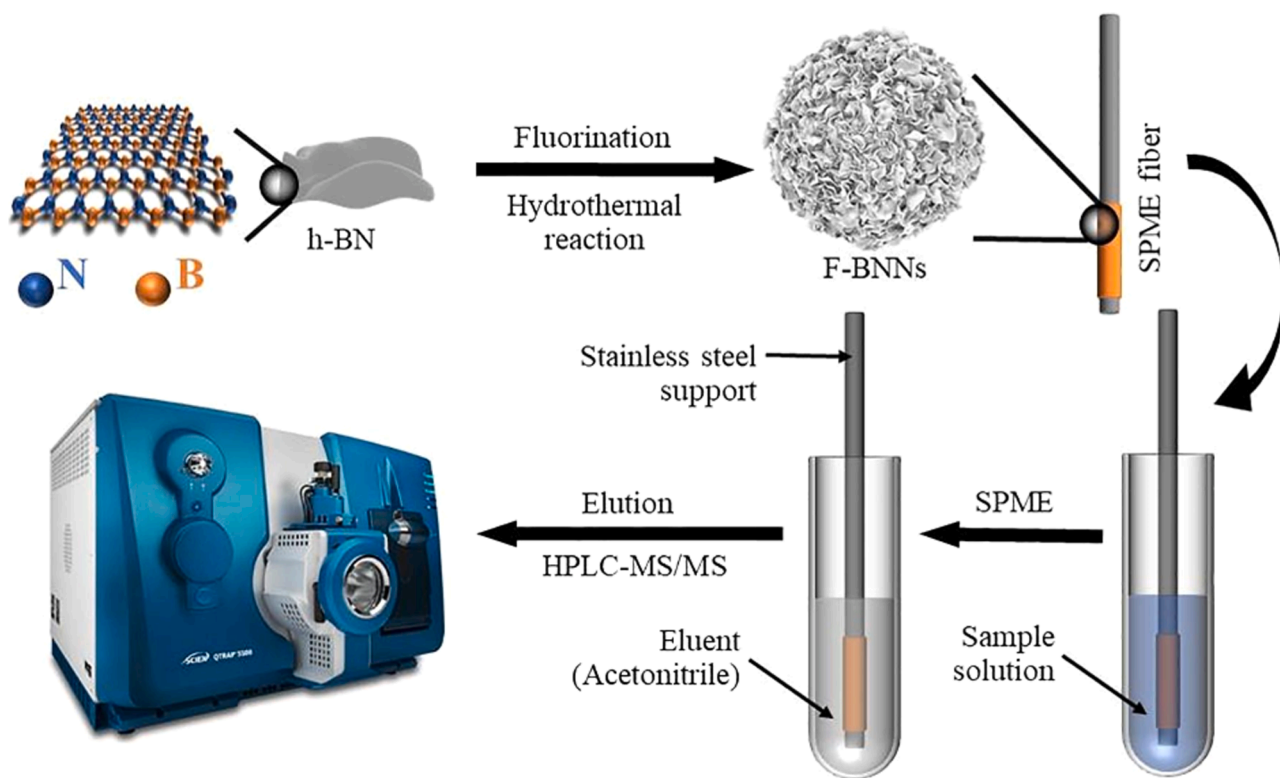 N
B
h-BN
Fluorination
Hydrothermal
reaction
F-BNNs
SPME fiber
Stainless steel
support
Elution
HPLC-MS/MS
SPME
Eluent
(Acetonitrile)
Sample
solution
SCIEX QTRAP